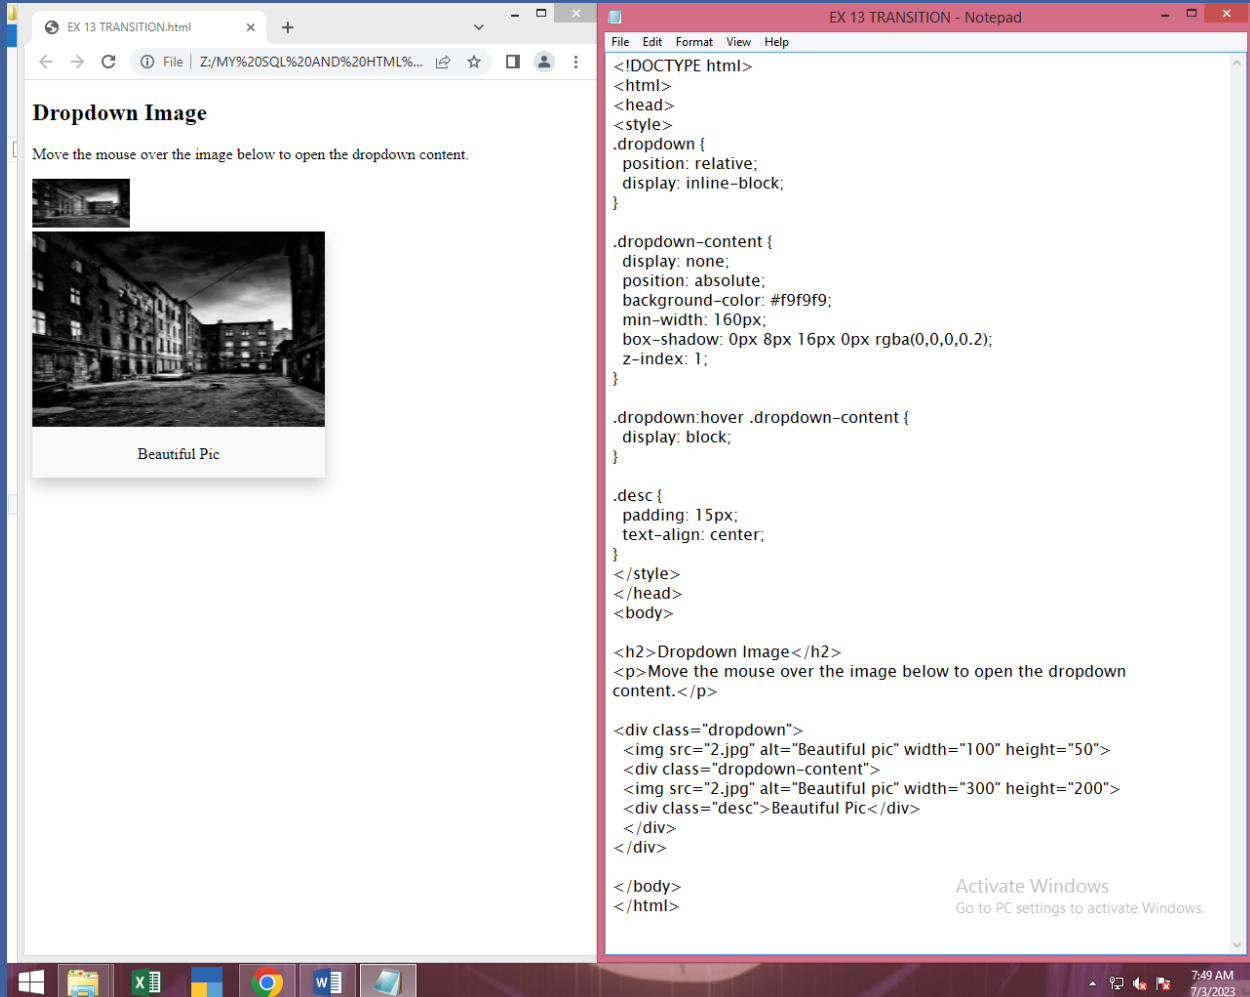 EX 13 TRANSITION.html
File
Z:/MY%20SQL%20AND%20HTML%...
Dropdown Image
Move the mouse over the image below to open the dropdown content.
Beautiful Pic
EX 13 TRANSITION - Notepad
File Edit Format View Help
<!DOCTYPE html>
<html>
<head>
<style>
.dropdown {
  position: relative;
  display: inline-block;
}

.dropdown-content {
  display: none;
  position: absolute;
  background-color: #f9f9f9;
  min-width: 160px;
  box-shadow: 0px 8px 16px 0px rgba(0,0,0,0.2);
  z-index: 1;
}

.dropdown:hover .dropdown-content {
  display: block;
}

.desc {
  padding: 15px;
  text-align: center;
}
</style>
</head>
<body>

<h2>Dropdown Image</h2>
<p>Move the mouse over the image below to open the dropdown
content.</p>

<div class="dropdown">
  <img src="2.jpg" alt="Beautiful pic" width="100" height="50">
  <div class="dropdown-content">
  <img src="2.jpg" alt="Beautiful pic" width="300" height="200">
  <div class="desc">Beautiful Pic</div>
  </div>
</div>

</body>
</html>
Activate Windows
Go to PC settings to activate Windows.
7:49 AM
7/3/2023